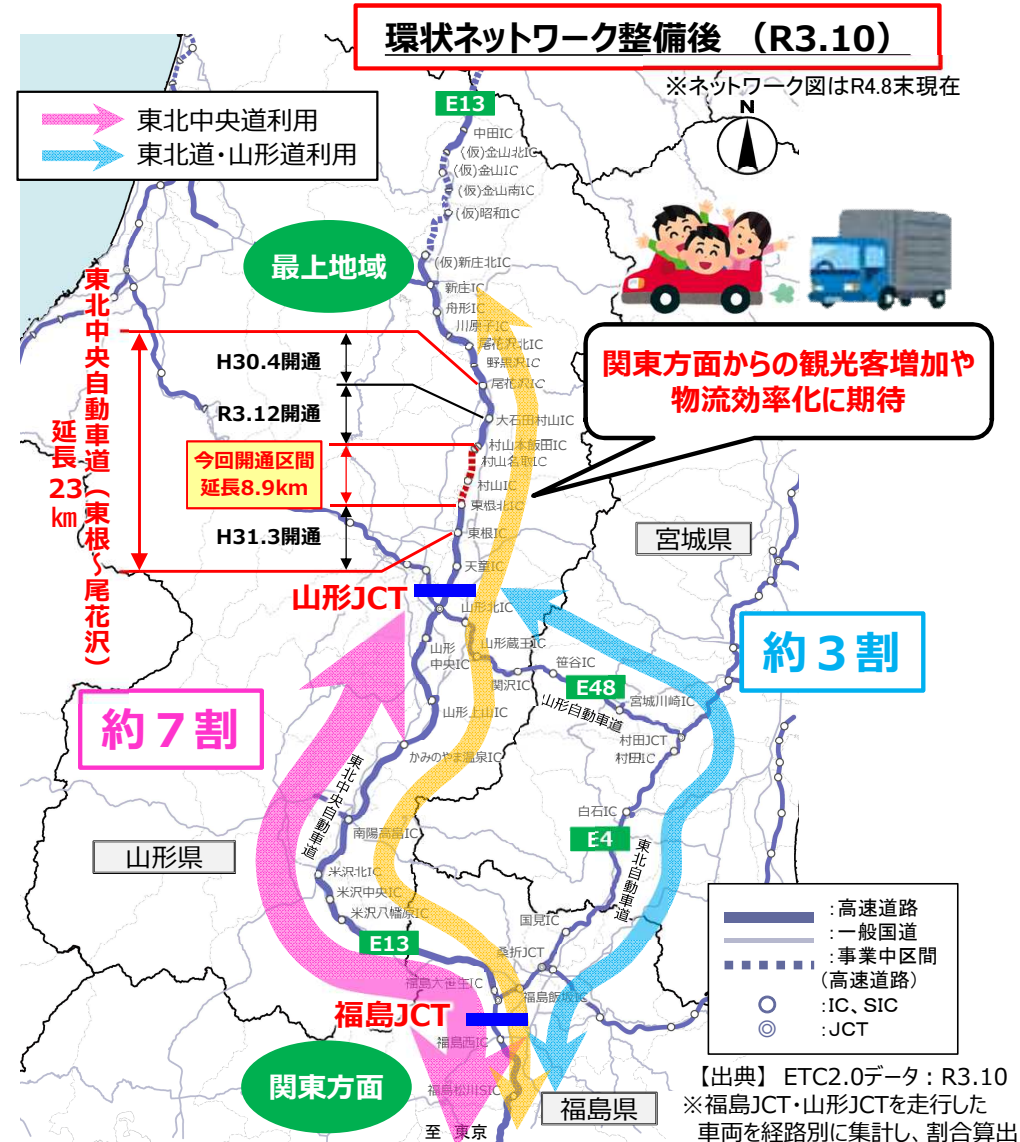 環状ネットワーク整備後 (R3.10)
※ネットワーク図はR4.8末現在
東北中央道利用
東北道・山形道利用
E13
N
中田IC
(仮)金山北IC
(仮)金山IC
(仮)金山南IC
(仮)昭和IC
最上地域
(仮)新庄北IC
新庄IC
舟形IC
川原子IC
尾花沢北IC
野黒沢IC
尾花沢IC
大石田村山IC
村山本飯田IC
村山名取IC
村山IC
東根北IC
東根IC
天童IC
東北中央自動車道(東根～尾花沢)
延長23km
H30.4開通
R3.12開通
今回開通区間
延長8.9km
H31.3開通
関東方面からの観光客増加や
物流効率化に期待
宮城県
山形JCT
山形北IC
山形蔵王IC
山形
中央IC
関沢IC
笹谷IC
E48
山形自動車道
宮城川崎IC
村田JCT
村田IC
約3割
約7割
山形上山IC
かみのやま温泉IC
東北中央自動車道
南陽高畠IC
山形県
米沢北IC
米沢中央IC
米沢八幡原IC
E13
白石IC
E4
東北自動車道
国見IC
桑折JCT
福島大笹生IC
福島飯坂IC
福島JCT
福島西IC
関東方面
福島松川SIC
至 東京
福島県
:高速道路
:一般国道
:事業中区間
(高速道路)
:IC、SIC
:JCT
【出典】 ETC2.0データ:R3.10
※福島JCT・山形JCTを走行した
車両を経路別に集計し、割合算出